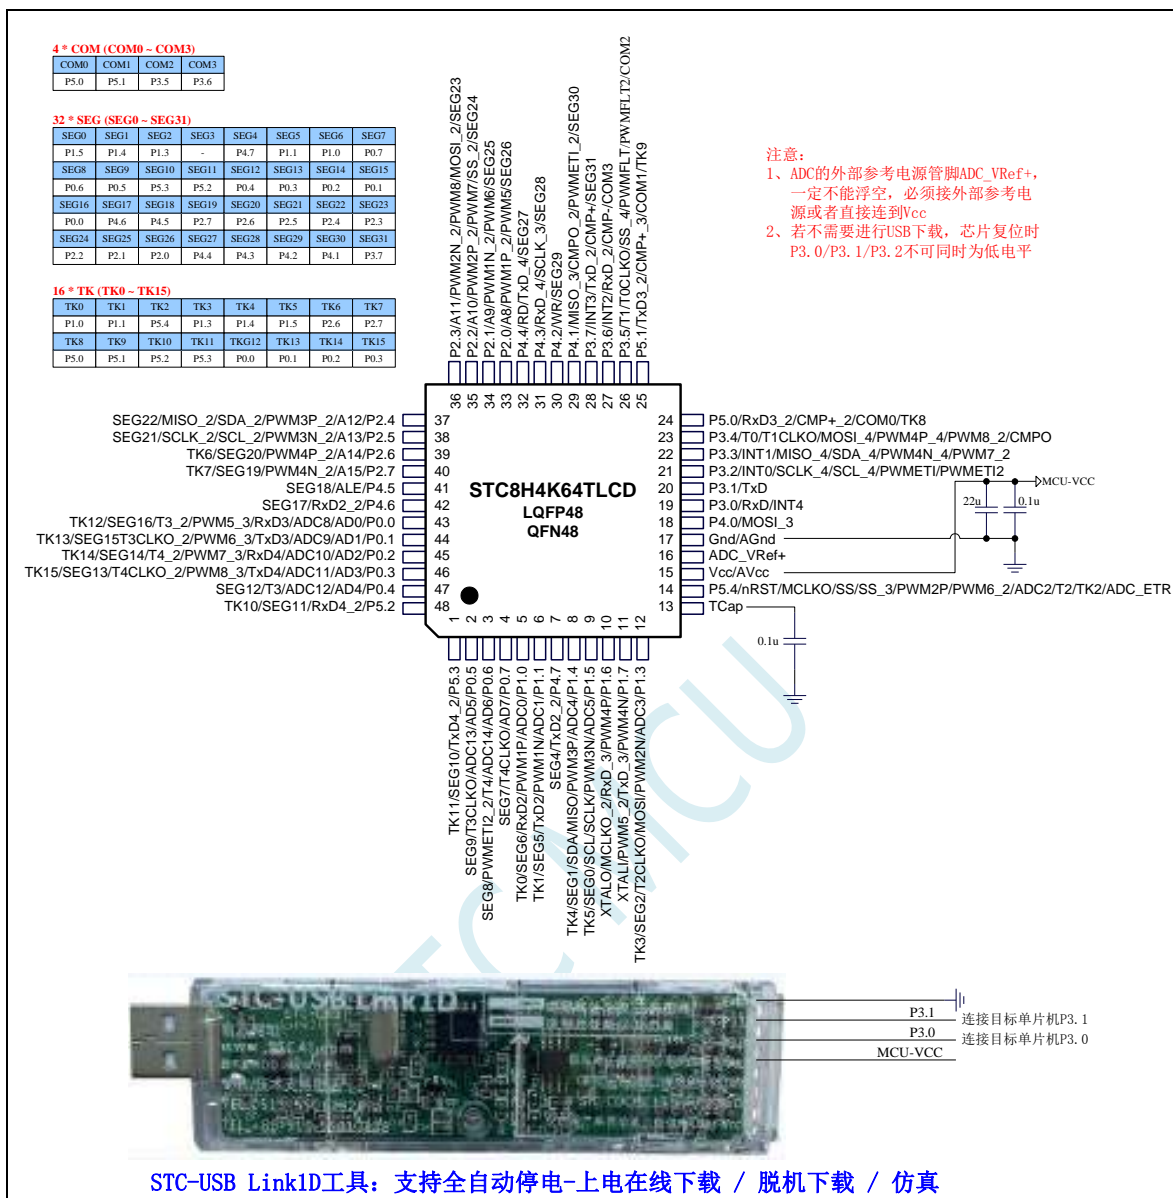 4 * COM (COM0 ~ COM3)
COM0 COM1 COM2 COM3
P5.0 P5.1 P3.5 P3.6
32 * SEG (SEG0 ~ SEG31)
SEG0 SEG1 SEG2 SEG3 SEG4 SEG5 SEG6 SEG7
P1.5 P1.4 P1.3 - P4.7 P1.1 P1.0 P0.7
SEG8 SEG9 SEG10 SEG11 SEG12 SEG13 SEG14 SEG15
P0.6 P0.5 P5.3 P5.2 P0.4 P0.3 P0.2 P0.1
SEG16 SEG17 SEG18 SEG19 SEG20 SEG21 SEG22 SEG23
P0.0 P4.6 P4.5 P2.7 P2.6 P2.5 P2.4 P2.3
SEG24 SEG25 SEG26 SEG27 SEG28 SEG29 SEG30 SEG31
P2.2 P2.1 P2.0 P4.4 P4.3 P4.2 P4.1 P3.7
16 * TK (TK0 ~ TK15)
TK0 TK1 TK2 TK3 TK4 TK5 TK6 TK7
P1.0 P1.1 P5.4 P1.3 P1.4 P1.5 P2.6 P2.7
TK8 TK9 TK10 TK11 TKG12 TK13 TK14 TK15
P5.0 P5.1 P5.2 P5.3 P0.0 P0.1 P0.2 P0.3
注意：
1、ADC的外部参考电源管脚ADC_VRef+，
一定不能浮空，必须接外部参考电
源或者直接连到Vcc
2、若不需要进行USB下载，芯片复位时
P3.0/P3.1/P3.2不可同时为低电平
P2.3/A11/PWM2N_2/PWM8/MOSI_2/SEG23
P2.2/A10/PWM2P_2/PWM7/SS_2/SEG24
P2.1/A9/PWM1N_2/PWM6/SEG25
P2.0/A8/PWM1P_2/PWM5/SEG26
P4.4/RD/TxD_4/SEG27
P4.3/RxD_4/SCLK_3/SEG28
P4.2/WR/SEG29
P4.1/MISO_3/CMPO_2/PWMETI_2/SEG30
P3.7/INT3/TxD_2/CMP+/SEG31
P3.6/INT2/RxD_2/CMP-/COM3
P3.5/T1/T0CLKO/SS_4/PWMFLT/PWMFLT2/COM2
P5.1/TxD3_2/CMP+_3/COM1/TK9
36 35 34 33 32 31 30 29 28 27 26 25
SEG22/MISO_2/SDA_2/PWM3P_2/A12/P2.4 37
SEG21/SCLK_2/SCL_2/PWM3N_2/A13/P2.5 38
TK6/SEG20/PWM4P_2/A14/P2.6 39
TK7/SEG19/PWM4N_2/A15/P2.7 40
SEG18/ALE/P4.5 41
SEG17/RxD2_2/P4.6 42
TK12/SEG16/T3_2/PWM5_3/RxD3/ADC8/AD0/P0.0 43
TK13/SEG15T3CLKO_2/PWM6_3/TxD3/ADC9/AD1/P0.1 44
TK14/SEG14/T4_2/PWM7_3/RxD4/ADC10/AD2/P0.2 45
TK15/SEG13/T4CLKO_2/PWM8_3/TxD4/ADC11/AD3/P0.3 46
SEG12/T3/ADC12/AD4/P0.4 47
TK10/SEG11/RxD4_2/P5.2 48
STC8H4K64TLCD
LQFP48
QFN48
24 P5.0/RxD3_2/CMP+_2/COM0/TK8
23 P3.4/T0/T1CLKO/MOSI_4/PWM4P_4/PWM8_2/CMPO
22 P3.3/INT1/MISO_4/SDA_4/PWM4N_4/PWM7_2
21 P3.2/INT0/SCLK_4/SCL_4/PWMETI/PWMETI2
20 P3.1/TxD
19 P3.0/RxD/INT4
18 P4.0/MOSI_3
17 Gnd/AGnd
16 ADC_VRef+
15 Vcc/AVcc
14 P5.4/nRST/MCLKO/SS/SS_3/PWM2P/PWM6_2/ADC2/T2/TK2/ADC_ETR
13 TCap
MCU-VCC
22u 0.1u
0.1u
1 2 3 4 5 6 7 8 9 10 11 12
TK11/SEG10/TxD4_2/P5.3
SEG9/T3CLKO/ADC13/AD5/P0.5
SEG8/PWMETI2_2/T4/ADC14/AD6/P0.6
SEG7/T4CLKO/AD7/P0.7
TK0/SEG6/RxD2/PWM1P/ADC0/P1.0
TK1/SEG5/TxD2/PWM1N/ADC1/P1.1
SEG4/TxD2_2/P4.7
TK4/SEG1/SDA/MISO/PWM3P/ADC4/P1.4
TK5/SEG0/SCL/SCLK/PWM3N/ADC5/P1.5
XTALO/MCLKO_2/RxD_3/PWM4P/P1.6
XTALI/PWM5_2/TxD_3/PWM4N/P1.7
TK3/SEG2/T2CLKO/MOSI/PWM2N/ADC3/P1.3
STC MCU
STC-USB Link1D
P3.1 连接目标单片机P3.1
P3.0 连接目标单片机P3.0
MCU-VCC
STC-USB Link1D工具：支持全自动停电-上电在线下载 / 脱机下载 / 仿真